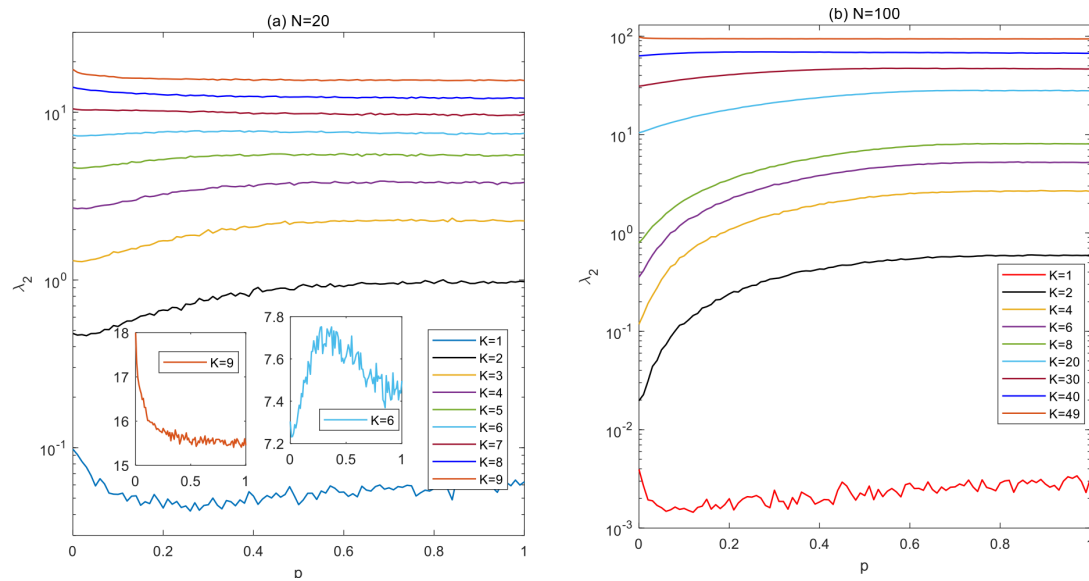 (a) N=20
10^1
10^0
10^-1
λ_2
0
0.2
0.4
0.6
0.8
1
p
18
17
16
15
0
0.5
1
K=9
7.8
7.6
7.4
7.2
0
0.5
1
K=6
K=1
K=2
K=3
K=4
K=5
K=6
K=7
K=8
K=9
(b) N=100
10^2
10^1
10^0
10^-1
10^-2
10^-3
λ_2
0
0.2
0.4
0.6
0.8
1
p
K=1
K=2
K=4
K=6
K=8
K=20
K=30
K=40
K=49